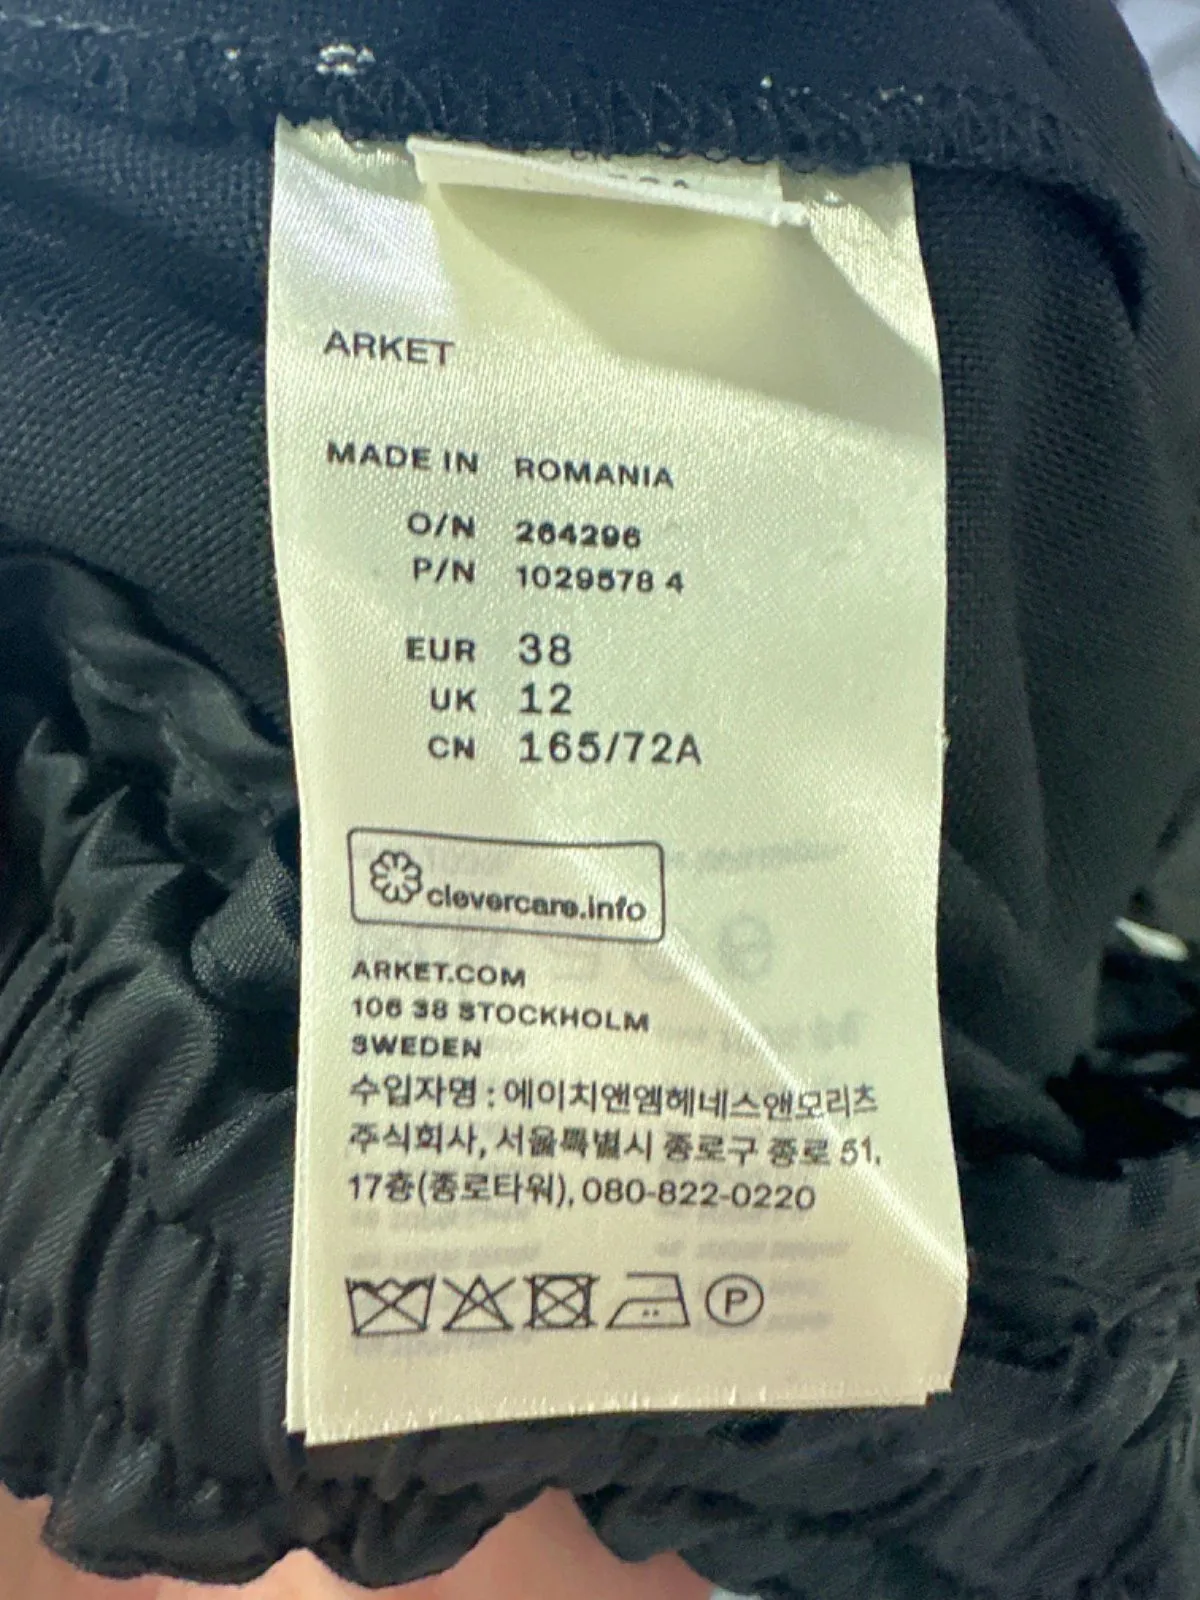 ARKET
MADE IN ROMANIA
O/N 264296
P/N 1029578 4
EUR 38
UK 12
CN 165/72A
clevercare.info
ARKET.COM
106 38 STOCKHOLM
SWEDEN
수입자명 : 에이치앤엠헤네스앤모리츠
주식회사, 서울특별시 종로구 종로 51,
17층(종로타워), 080-822-0220
P